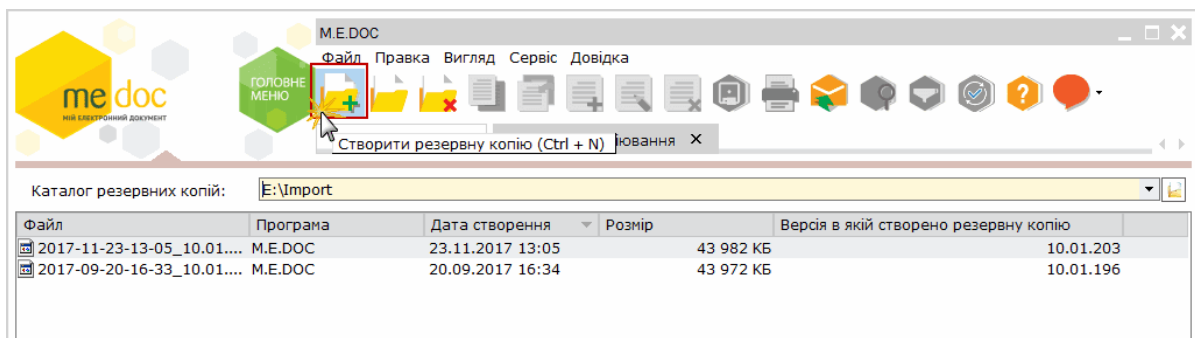 M.E.DOC
Файл Правка Вигляд Сервіс Довідка
ГОЛОВНЕ
МЕНЮ
me doc
МІЙ ЕЛЕКТРОННИЙ ДОКУМЕНТ
Створити резервну копію (Ctrl + N)
Каталог резервних копій: E:\Import
Файл Програма Дата створення Розмір Версія в якій створено резервну копію
2017-11-23-13-05_10.01.... M.E.DOC 23.11.2017 13:05 43 982 КБ 10.01.203
2017-09-20-16-33_10.01.... M.E.DOC 20.09.2017 16:34 43 972 КБ 10.01.196